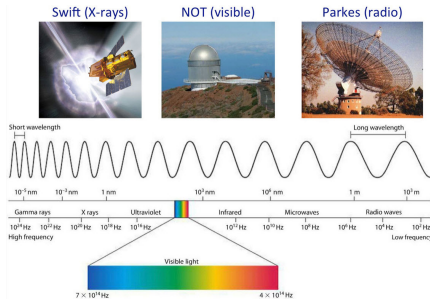 Swift (X-rays) NOT (visible) Parkes (radio)
Short wavelength Long wavelength
10⁻⁵ nm 10⁻³ nm 1 nm 10³ nm 10⁶ nm 1 m 10³ m
Gamma rays X rays Ultraviolet Infrared Microwaves Radio waves
10²⁴ Hz 10²² Hz 10²⁰ Hz 10¹⁸ Hz 10¹⁶ Hz 10¹² Hz 10¹⁰ Hz 10⁸ Hz 10⁶ Hz 10⁴ Hz 10² Hz
High frequency Low frequency
Visible light
7 × 10¹⁴ Hz 4 × 10¹⁴ Hz